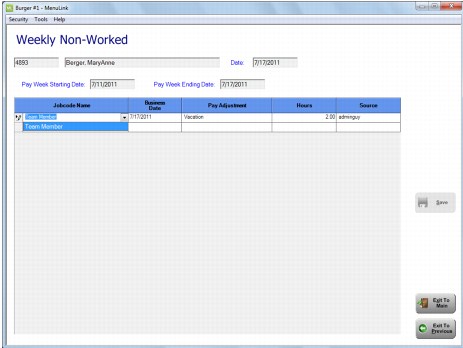 Burger #1 - MenuLink
Security Tools Help
Weekly Non-Worked
4893 Berger, MaryAnne Date: 7/17/2011
Pay Week Starting Date: 7/11/2011 Pay Week Ending Date: 7/17/2011
Jobcode Name Business Date Pay Adjustment Hours Source
Team Member 7/17/2011 Vacation 2.00 adminguy
Team Member
Save
Exit To Main
Exit To Previous